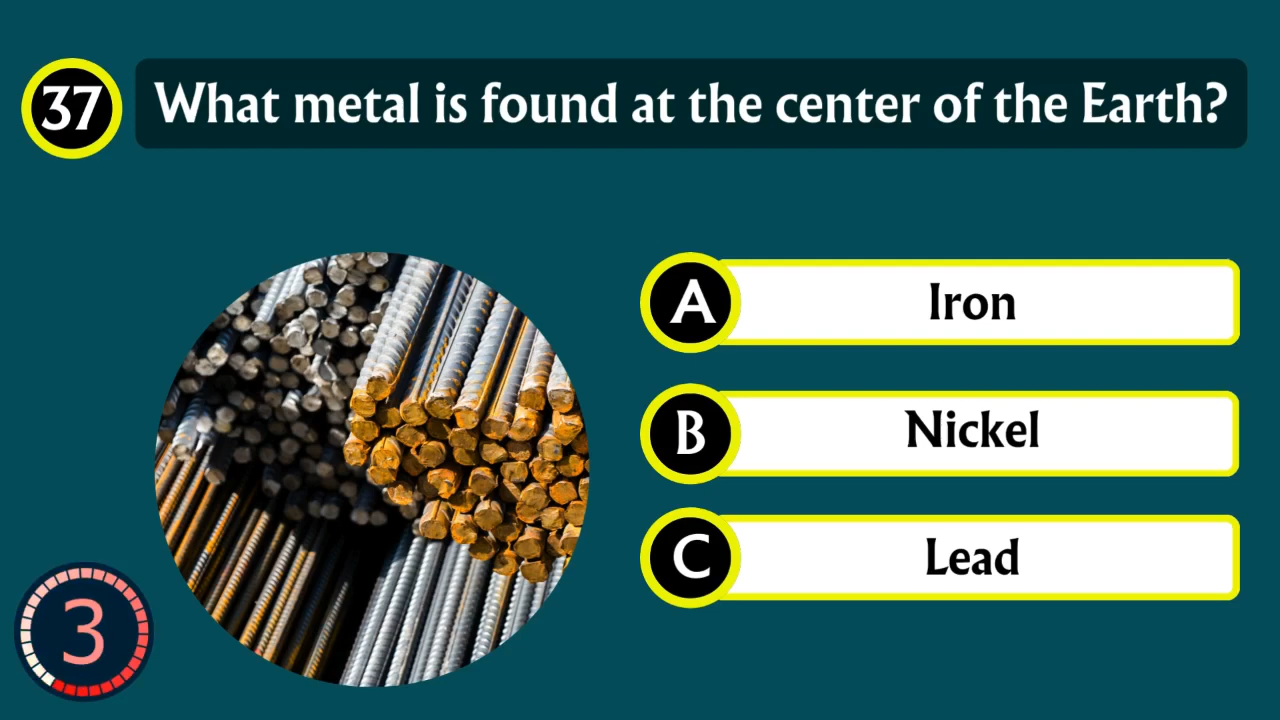 37
What metal is found at the center of the Earth?
A Iron
B Nickel
C Lead
3